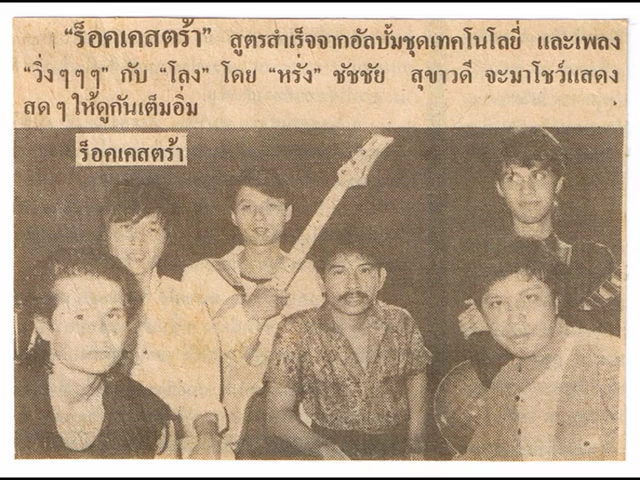 “ร็อคเคสตร้า” สูตรสำเร็จจากอัลบั้มชุดเทคโนโลยี่ และเพลง
“วิ่งๆๆๆ” กับ “โลง” โดย “หรั่ง” ชัชชัย สุขาวดี จะมาโชว์แสดง
สดๆ ให้ดูกันเต็มอิ่ม
ร็อคเคสตร้า